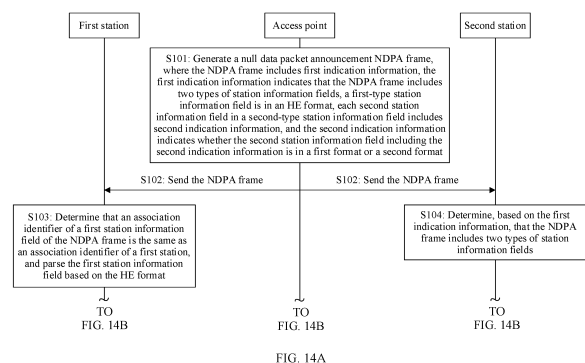 First station
Access point
Second station
S101: Generate a null data packet announcement NDPA frame,
where the NDPA frame includes first indication information, the
first indication information indicates that the NDPA frame includes
two types of station information fields, a first-type station
information field is in an HE format, each second station
information field in a second-type station information field includes
second indication information, and the second indication information
indicates whether the second station information field including
the second indication information is in a first format or a second format
S102: Send the NDPA frame
S102: Send the NDPA frame
S103: Determine that an association
identifier of a first station information
field of the NDPA frame is the same as
an association identifier of a first station,
and parse the first station information
field based on the HE format
S104: Determine, based on the first
indication information, that the NDPA
frame includes two types of station
information fields
TO
FIG. 14B
TO
FIG. 14B
TO
FIG. 14B
FIG. 14A